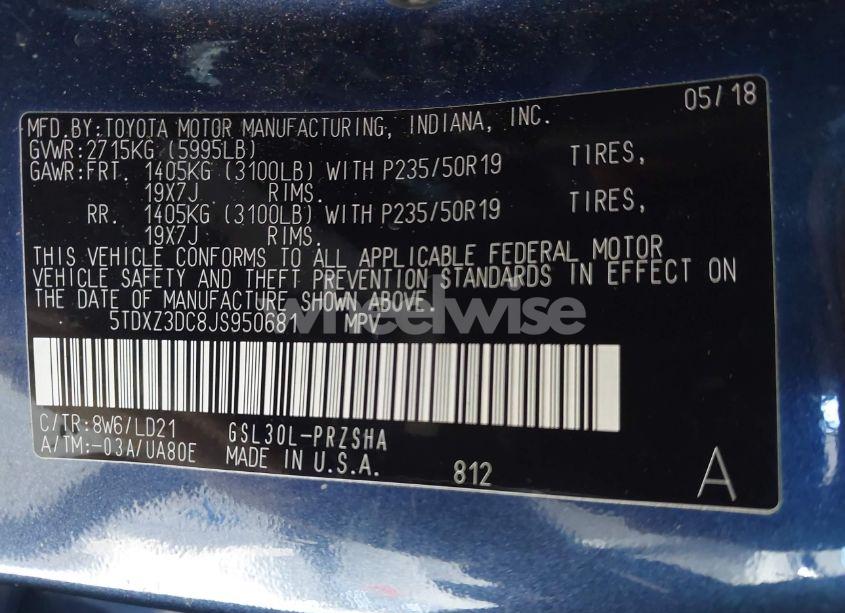 05/18
MFD.BY:TOYOTA MOTOR MANUFACTURING, INDIANA, INC.
GVWR:2715KG (5995LB)
GAWR:FRT. 1405KG (3100LB) WITH P235/50R19 TIRES,
19X7J RIMS.
RR. 1405KG (3100LB) WITH P235/50R19 TIRES,
19X7J RIMS.
THIS VEHICLE CONFORMS TO ALL APPLICABLE FEDERAL MOTOR
VEHICLE SAFETY AND THEFT PREVENTION STANDARDS IN EFFECT ON
THE DATE OF MANUFACTURE SHOWN ABOVE.
5TDXZ3DC8JS950681 MPV
wheelwise
C/TR:8W6/LD21 GSL30L-PRZSHA
A/TM:-03A/UA80E MADE IN U.S.A. 812 A